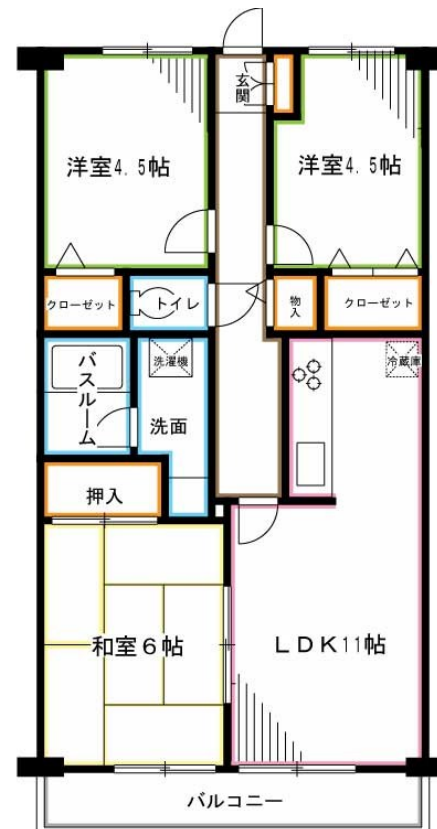 玄関
洋室4.5帖
洋室4.5帖
クローゼット
トイレ
物入
クローゼット
バスルーム
洗濯機
洗面
冷蔵庫
押入
和室6帖
LDK11帖
バルコニー